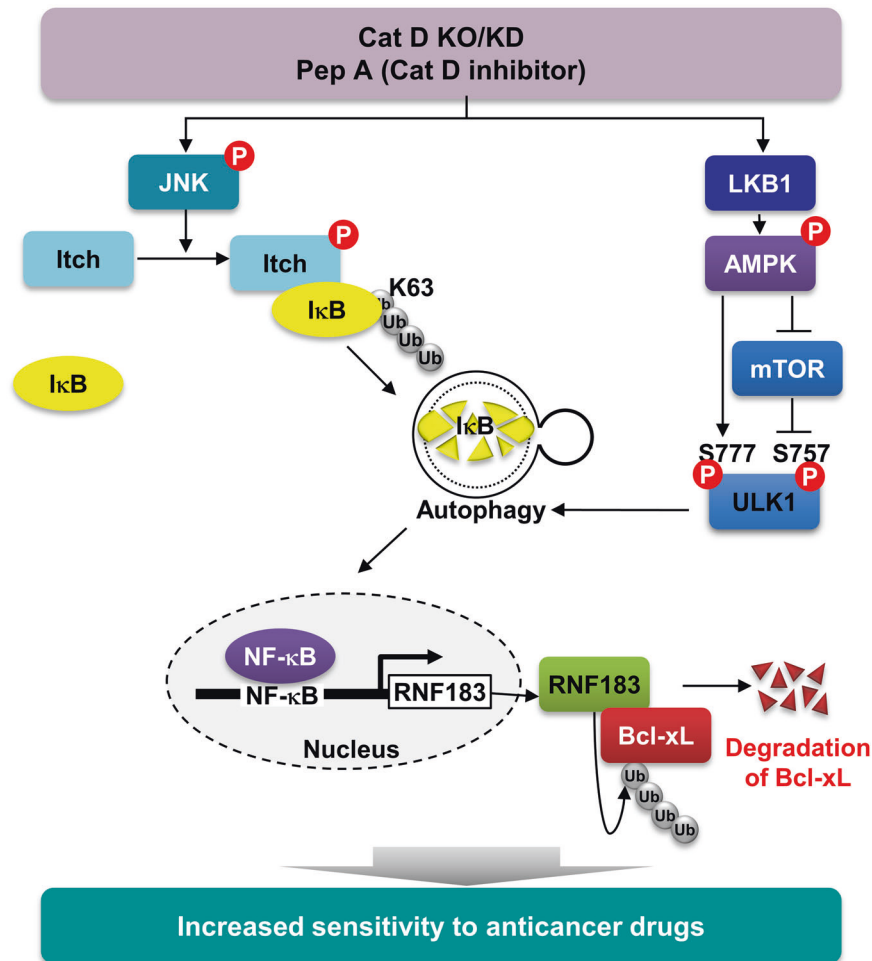 Cat D KO/KD
Pep A (Cat D inhibitor)
P
JNK
LKB1
P
AMPK
Itch
P
Itch
K63
IκB
Ub
Ub
Ub
Ub
IκB
mTOR
IκB
S777 S757
P
P
ULK1
Autophagy
NF-κB
NF-κB
RNF183
Nucleus
RNF183
Bcl-xL
Ub
Ub
Ub
Ub
Degradation
of Bcl-xL
Increased sensitivity to anticancer drugs